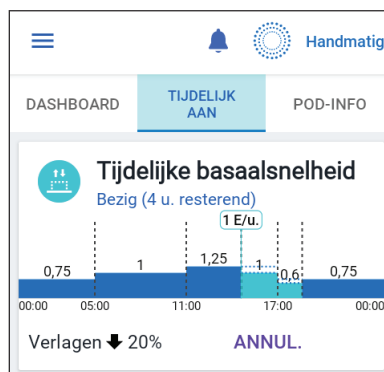 Handmatig
DASHBOARD
TIJDELIJK
AAN
POD-INFO
Tijdelijke basaalsnelheid
Bezig (4 u. resterend)
1 E/u.
0,75 1 1,25 1 0,6 0,75
00:00 05:00 11:00 17:00 00:00
Verlagen 20% ANNUL.